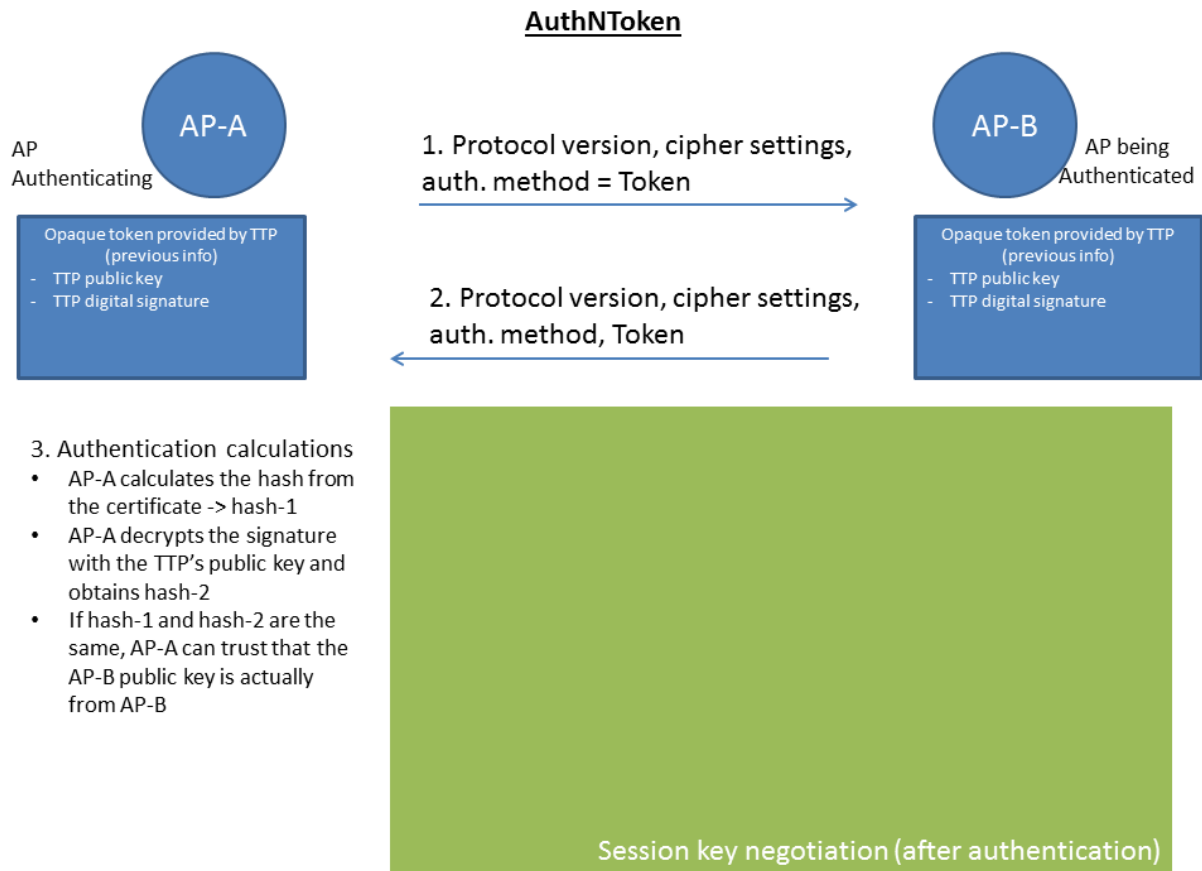 AuthNToken
AP-A
AP
Authenticating
1. Protocol version, cipher settings,
auth. method = Token
AP-B
AP being
Authenticated
Opaque token provided by TTP
(previous info)
- TTP public key
- TTP digital signature
2. Protocol version, cipher settings,
auth. method, Token
Opaque token provided by TTP
(previous info)
- TTP public key
- TTP digital signature
3. Authentication calculations
• AP-A calculates the hash from
the certificate -> hash-1
• AP-A decrypts the signature
with the TTP’s public key and
obtains hash-2
• If hash-1 and hash-2 are the
same, AP-A can trust that the
AP-B public key is actually
from AP-B
Session key negotiation (after authentication)